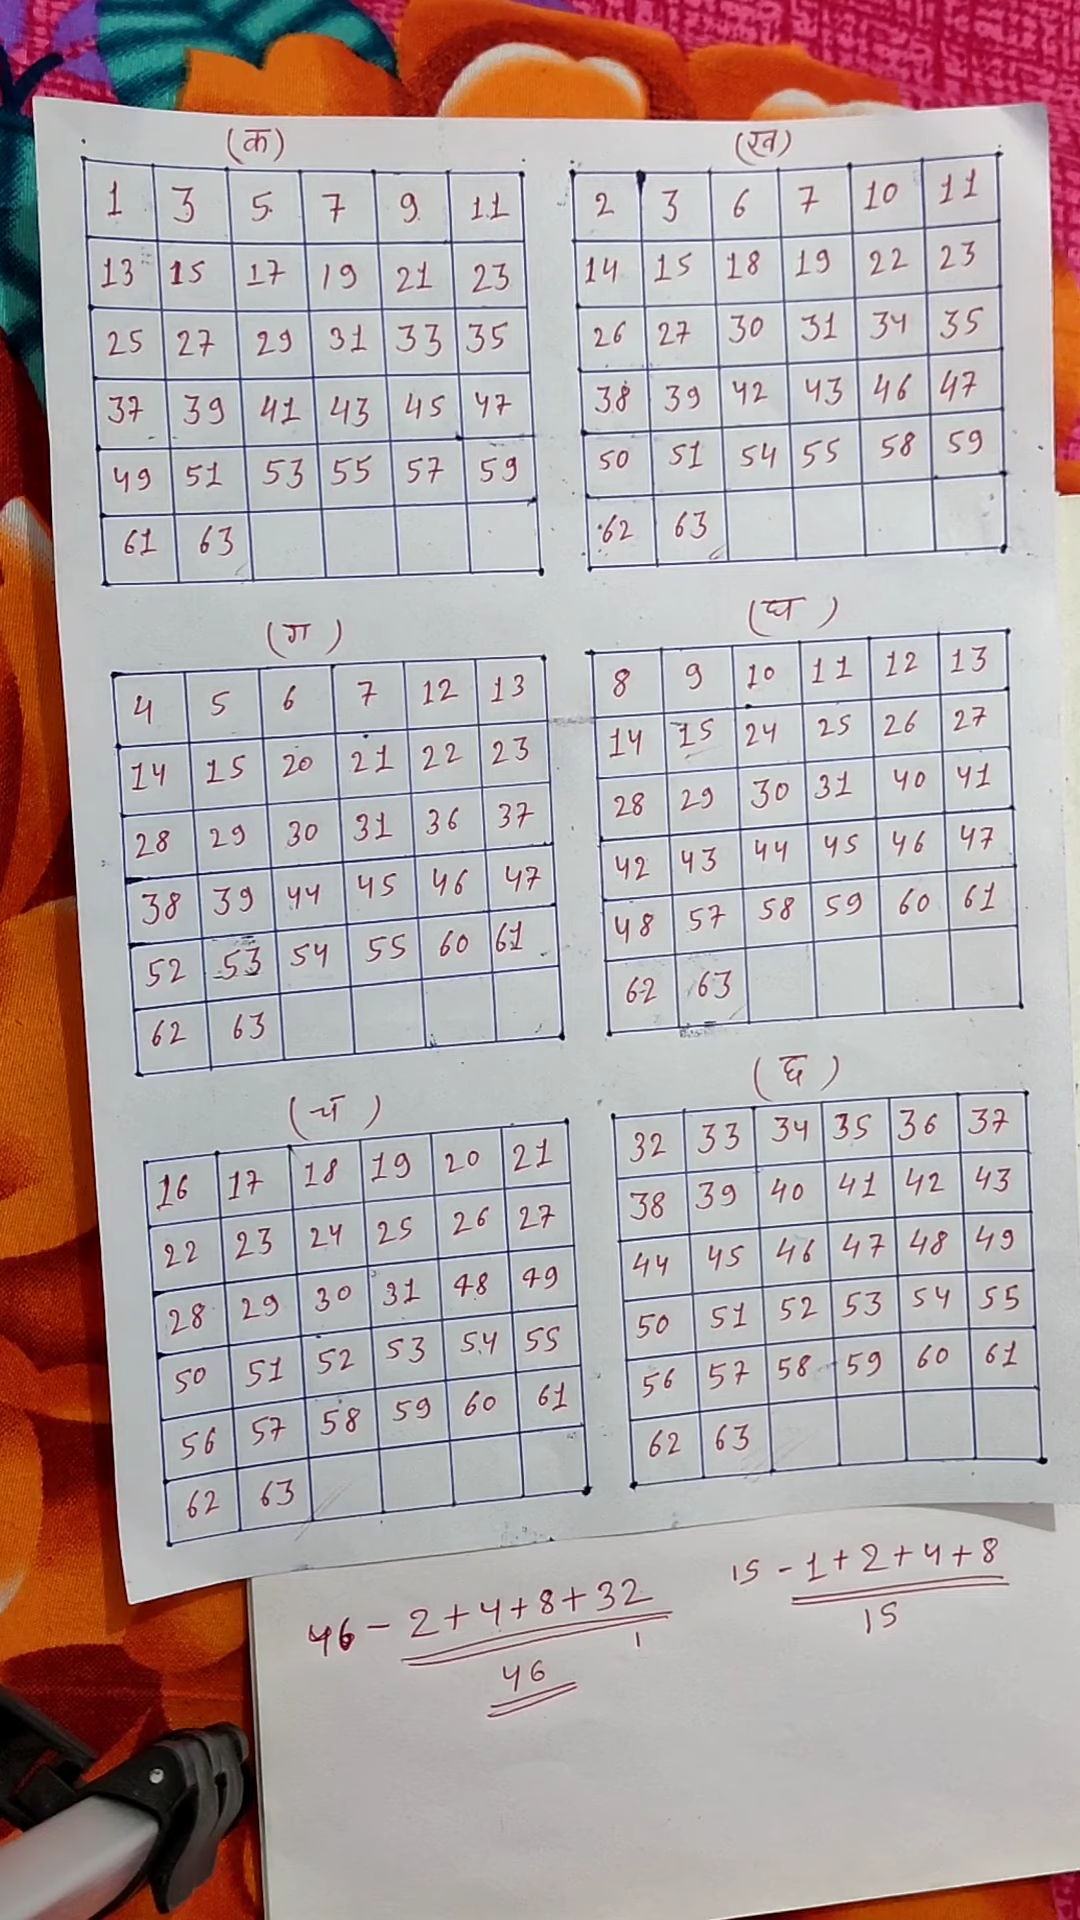 (क)
1 3 5 7 9 11
13 15 17 19 21 23
25 27 29 31 33 35
37 39 41 43 45 47
49 51 53 55 57 59
61 63
(ख)
2 3 6 7 10 11
14 15 18 19 22 23
26 27 30 31 34 35
38 39 42 43 46 47
50 51 54 55 58 59
62 63
(ग)
4 5 6 7 12 13
14 15 20 21 22 23
28 29 30 31 36 37
38 39 44 45 46 47
52 53 54 55 60 61
62 63
(घ)
8 9 10 11 12 13
14 15 24 25 26 27
28 29 30 31 40 41
42 43 44 45 46 47
48 57 58 59 60 61
62 63
(च)
16 17 18 19 20 21
22 23 24 25 26 27
28 29 30 31 48 49
50 51 52 53 54 55
56 57 58 59 60 61
62 63
(छ)
32 33 34 35 36 37
38 39 40 41 42 43
44 45 46 47 48 49
50 51 52 53 54 55
56 57 58 59 60 61
62 63
46 - 2+4+8+32
46
15 - 1+2+4+8
15